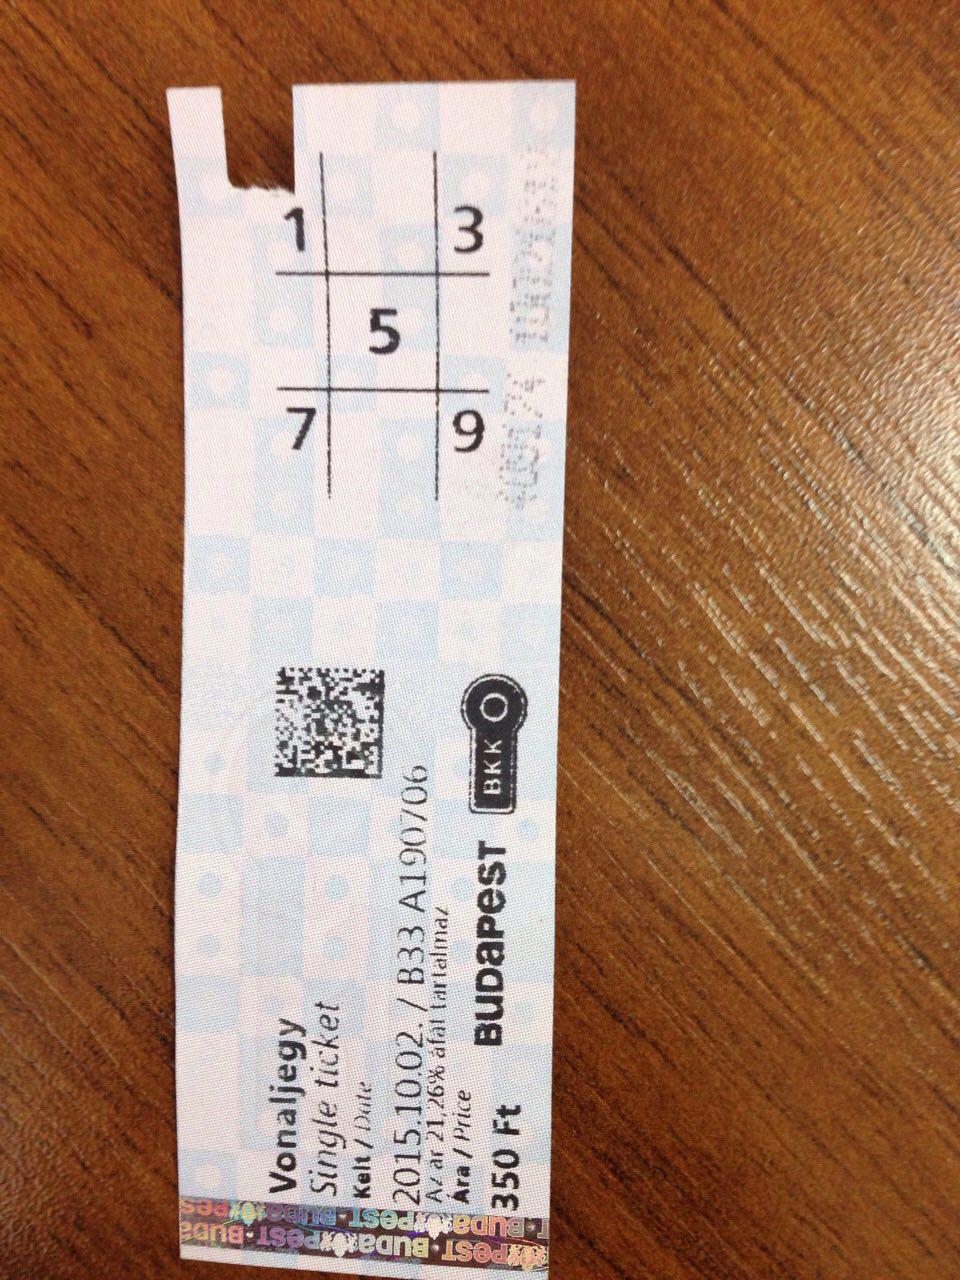 Vonaljegy
Single ticket
Kelt / Date
2015.10.02. / B33 A190706
Az ár 21,26% áfát tartalmaz
Ára / Price
350 Ft BUDAPEST BKK
1 3
5
7 9